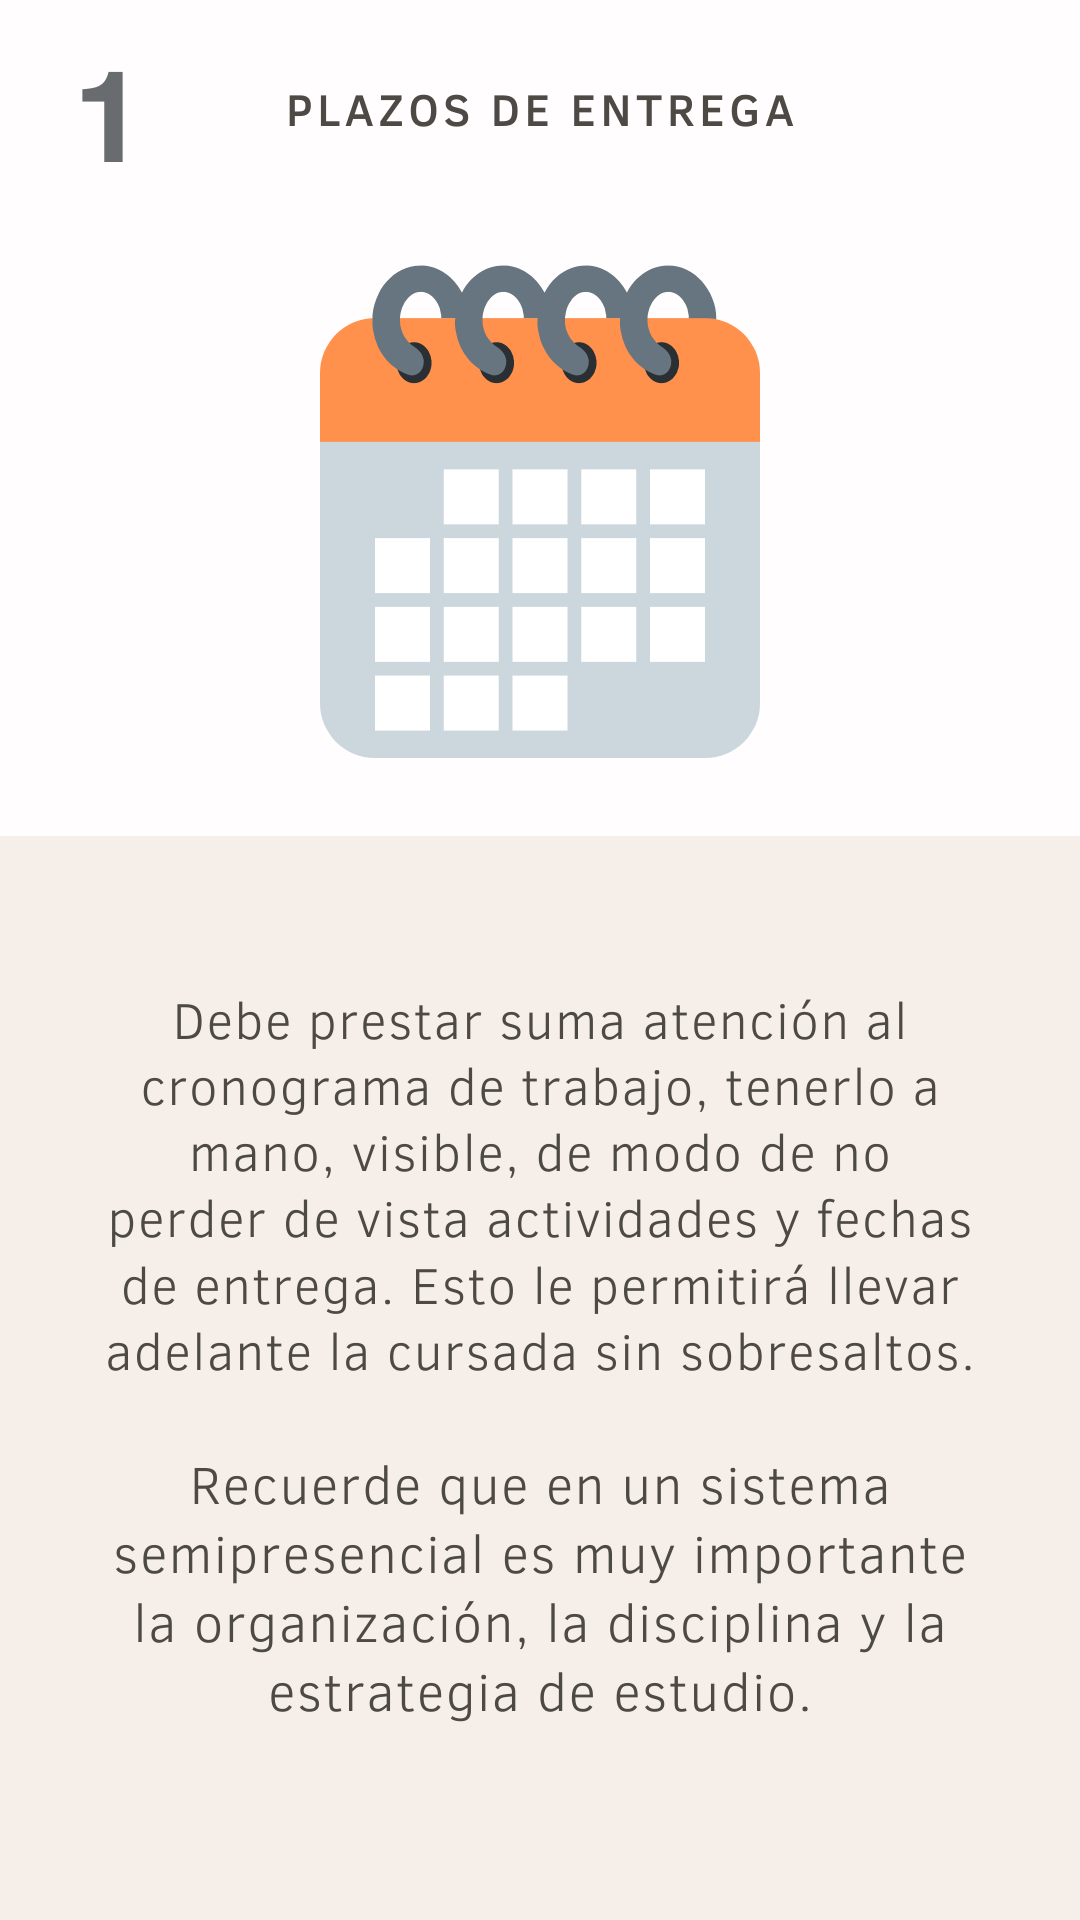 1
PLAZOS DE ENTREGA
Debe prestar suma atención al
cronograma de trabajo, tenerlo a
mano, visible, de modo de no
perder de vista actividades y fechas
de entrega. Esto le permitirá llevar
adelante la cursada sin sobresaltos.
Recuerde que en un sistema
semipresencial es muy importante
la organización, la disciplina y la
estrategia de estudio.